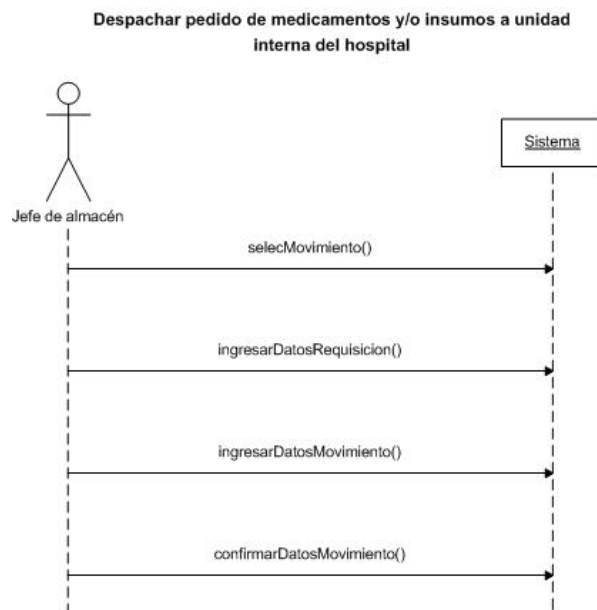 Despachar pedido de medicamentos y/o insumos a unidad
interna del hospital
Sistema
Jefe de almacén
selecMovimiento()
ingresarDatosRequisicion()
ingresarDatosMovimiento()
confirmarDatosMovimiento()